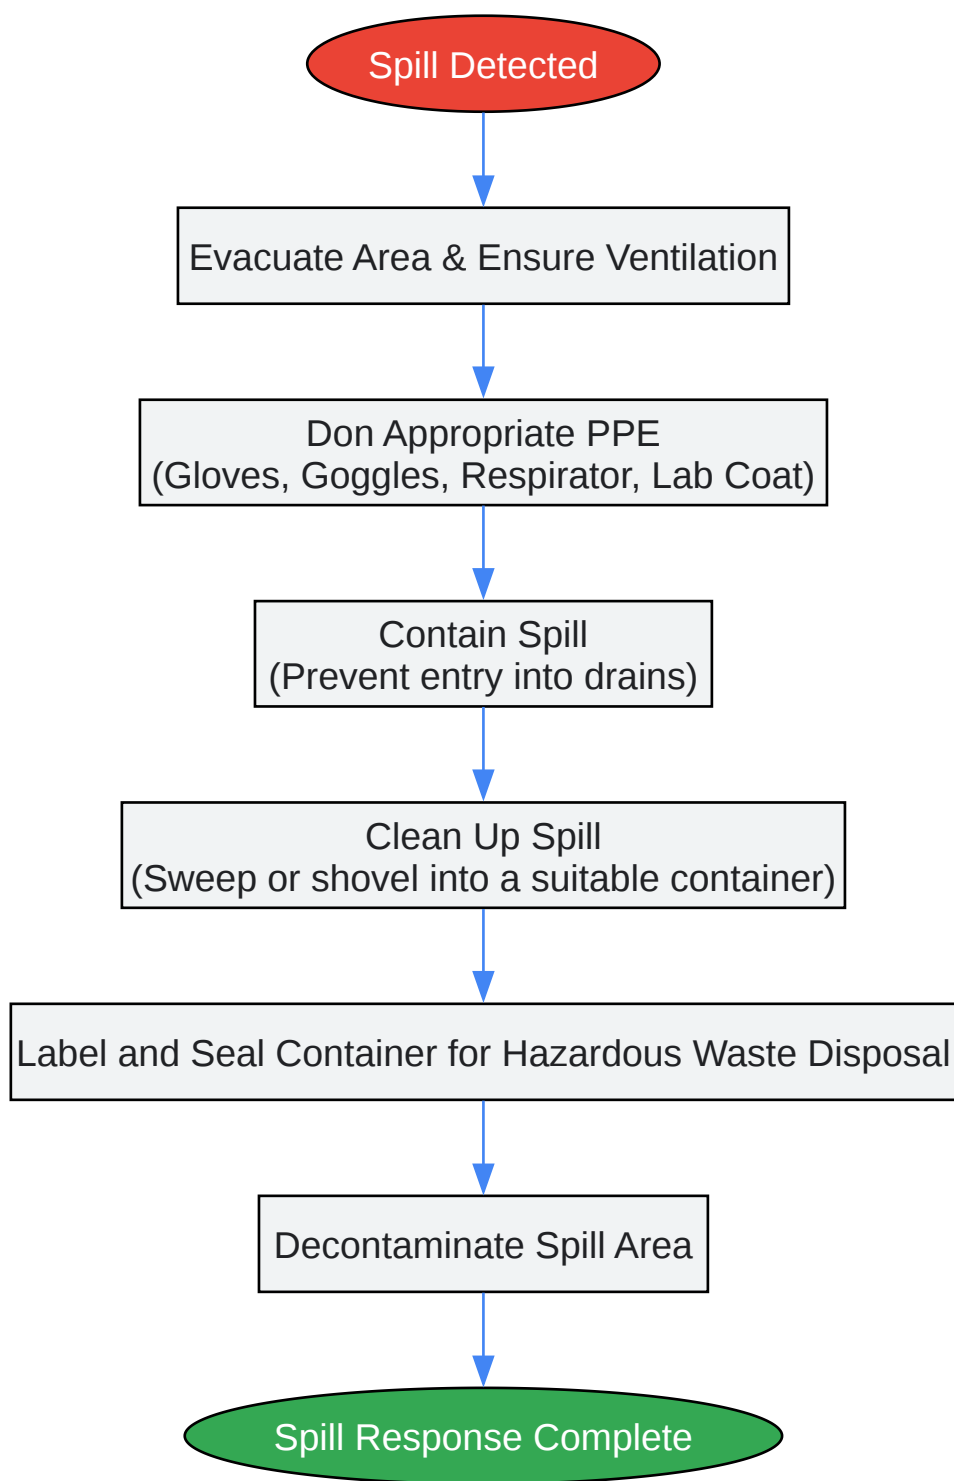 Spill Detected
Evacuate Area & Ensure Ventilation
Don Appropriate PPE
(Gloves, Goggles, Respirator, Lab Coat)
Contain Spill
(Prevent entry into drains)
Clean Up Spill
(Sweep or shovel into a suitable container)
Label and Seal Container for Hazardous Waste Disposal
Decontaminate Spill Area
Spill Response Complete